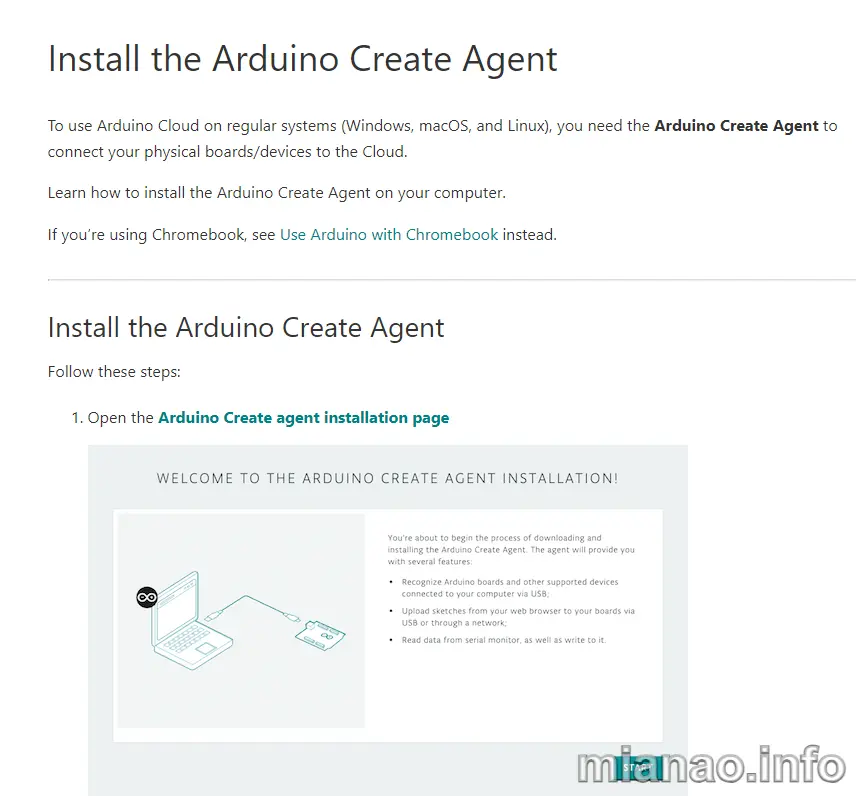 Install the Arduino Create Agent
To use Arduino Cloud on regular systems (Windows, macOS, and Linux), you need the Arduino Create Agent to
connect your physical boards/devices to the Cloud.
Learn how to install the Arduino Create Agent on your computer.
If you’re using Chromebook, see Use Arduino with Chromebook instead.
Install the Arduino Create Agent
Follow these steps:
1. Open the Arduino Create agent installation page
WELCOME TO THE ARDUINO CREATE AGENT INSTALLATION!
You're about to begin the process of downloading and
installing the Arduino Create Agent. The agent will provide you
with several features:
• Recognize Arduino boards and other supported devices
connected to your computer via USB;
• Upload sketches from your web browser to your boards via
USB or through a network;
• Read data from serial monitor, as well as write to it.
START
mianao.info